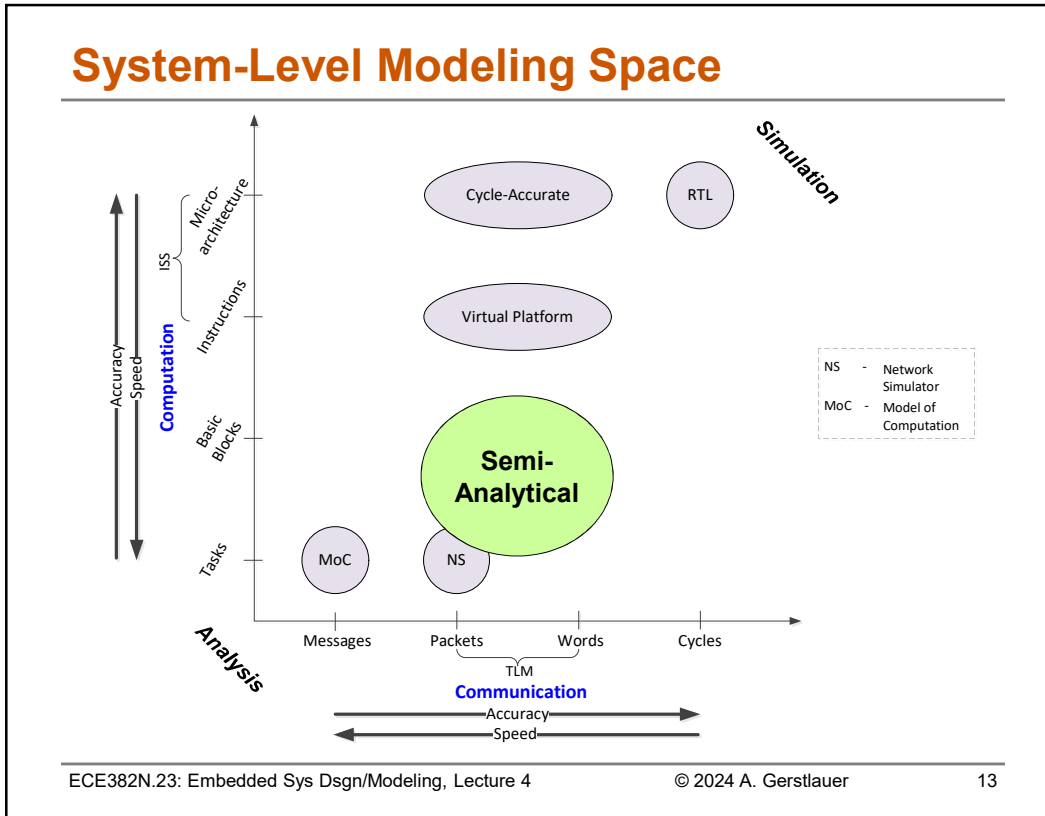 System-Level Modeling Space
Simulation
Micro-
architecture
Cycle-Accurate
RTL
ISS
Instructions
Virtual Platform
Accuracy
Speed
Computation
NS - Network
Simulator
MoC - Model of
Computation
Basic
Blocks
Semi-
Analytical
Tasks
MoC
NS
Analysis
Messages
Packets
Words
Cycles
TLM
Communication
Accuracy
Speed
ECE382N.23: Embedded Sys Dsgn/Modeling, Lecture 4
© 2024 A. Gerstlauer
13